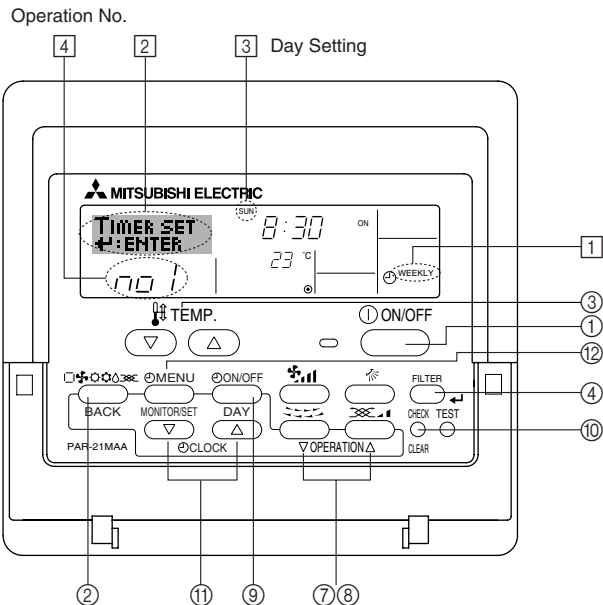 Operation No.
4 2 3 Day Setting
MITSUBISHI ELECTRIC
SUN
TIMER SET
↵:ENTER
8:30 ON
no 1
23 °C
WEEKLY
1
TEMP.
ON/OFF
3
1
12
MENU ON/OFF FILTER ↵
4
BACK MONITOR/SET DAY CHECK TEST
PAR-21MAA CLOCK ▽OPERATION△ CLEAR
10
2 11 9 7 8